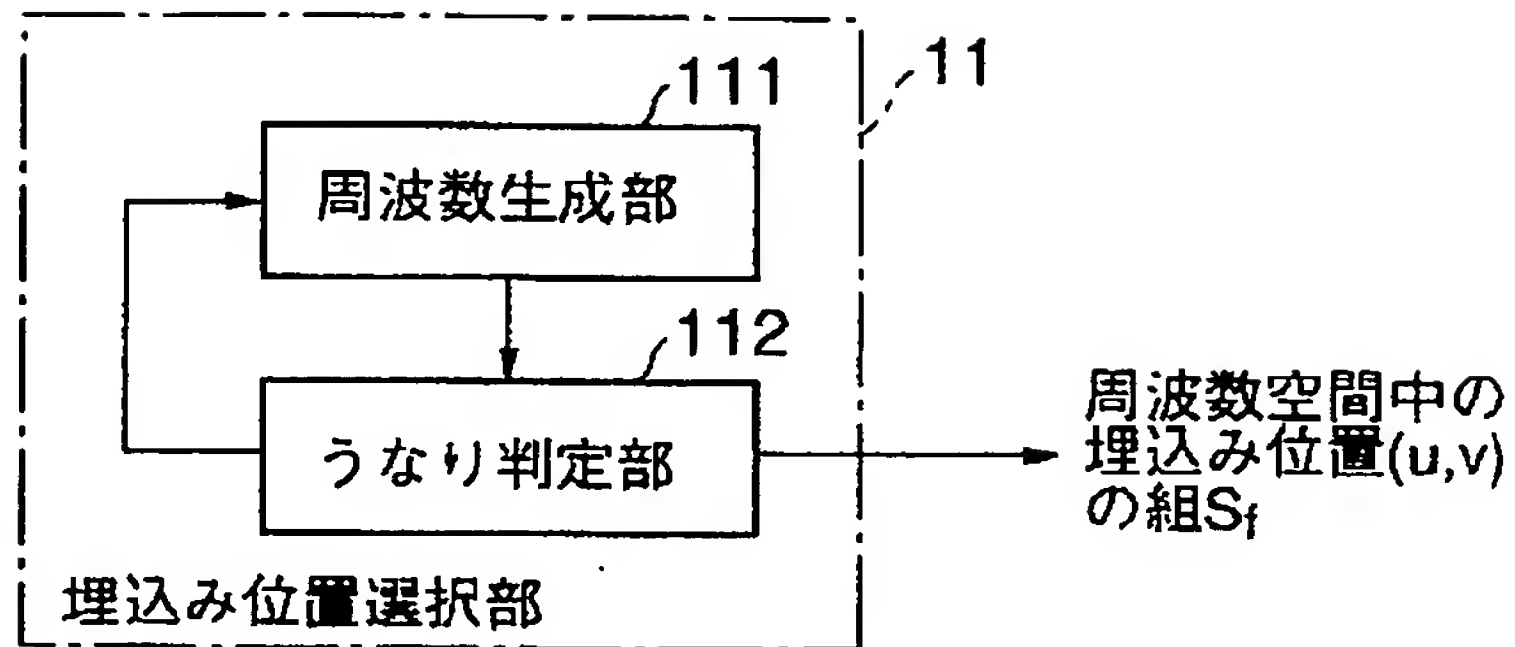 11
111
周波数生成部
112
うなり判定部
周波数空間中の
埋込み位置(u,v)
の組Sf
埋込み位置選択部